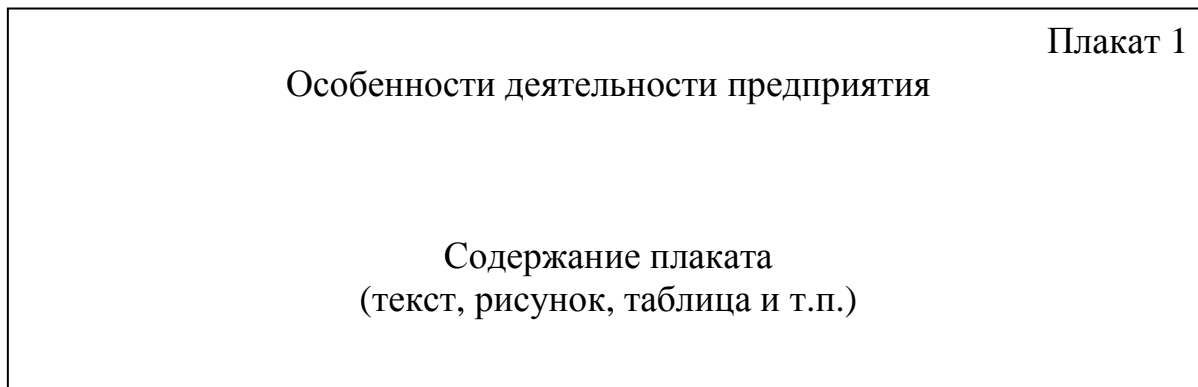 Плакат 1
Особенности деятельности предприятия
Содержание плаката
(текст, рисунок, таблица и т.п.)